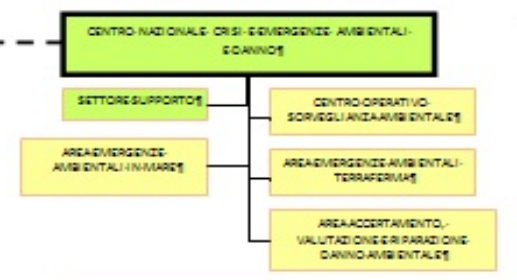 CENTRO NAZIONALE CRISI E EMERGENZE AMBIENTALI
E DANNO¶
SETTORE SUPPORTO¶
CENTRO OPERATIVO
SORVEGLIANZA AMBIENTALE¶
AREA EMERGENZE
AMBIENTALI IN MARE¶
AREA EMERGENZE AMBIENTALI
TERRAFERMA¶
AREA ACCERTAMENTO,
VALUTAZIONE E RIPARAZIONE
DANNO AMBIENTALE¶